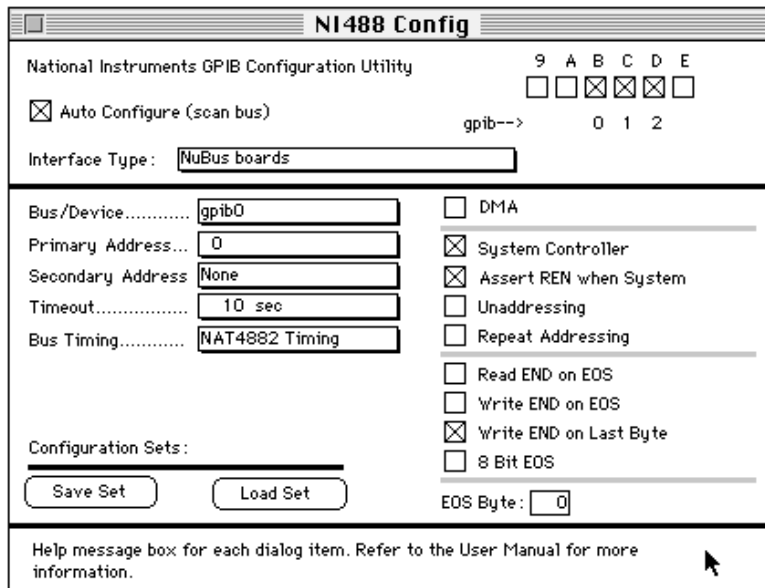 NI488 Config
National Instruments GPIB Configuration Utility
9 A B C D E
Auto Configure (scan bus)
gpib--> 0 1 2
Interface Type: NuBus boards
Bus/Device........... gpib0
Primary Address... 0
Secondary Address None
Timeout................. 10 sec
Bus Timing............ NAT4882 Timing
Configuration Sets:
Save Set Load Set
DMA
System Controller
Assert REN when System
Unaddressing
Repeat Addressing
Read END on EOS
Write END on EOS
Write END on Last Byte
8 Bit EOS
EOS Byte: 0
Help message box for each dialog item. Refer to the User Manual for more
information.